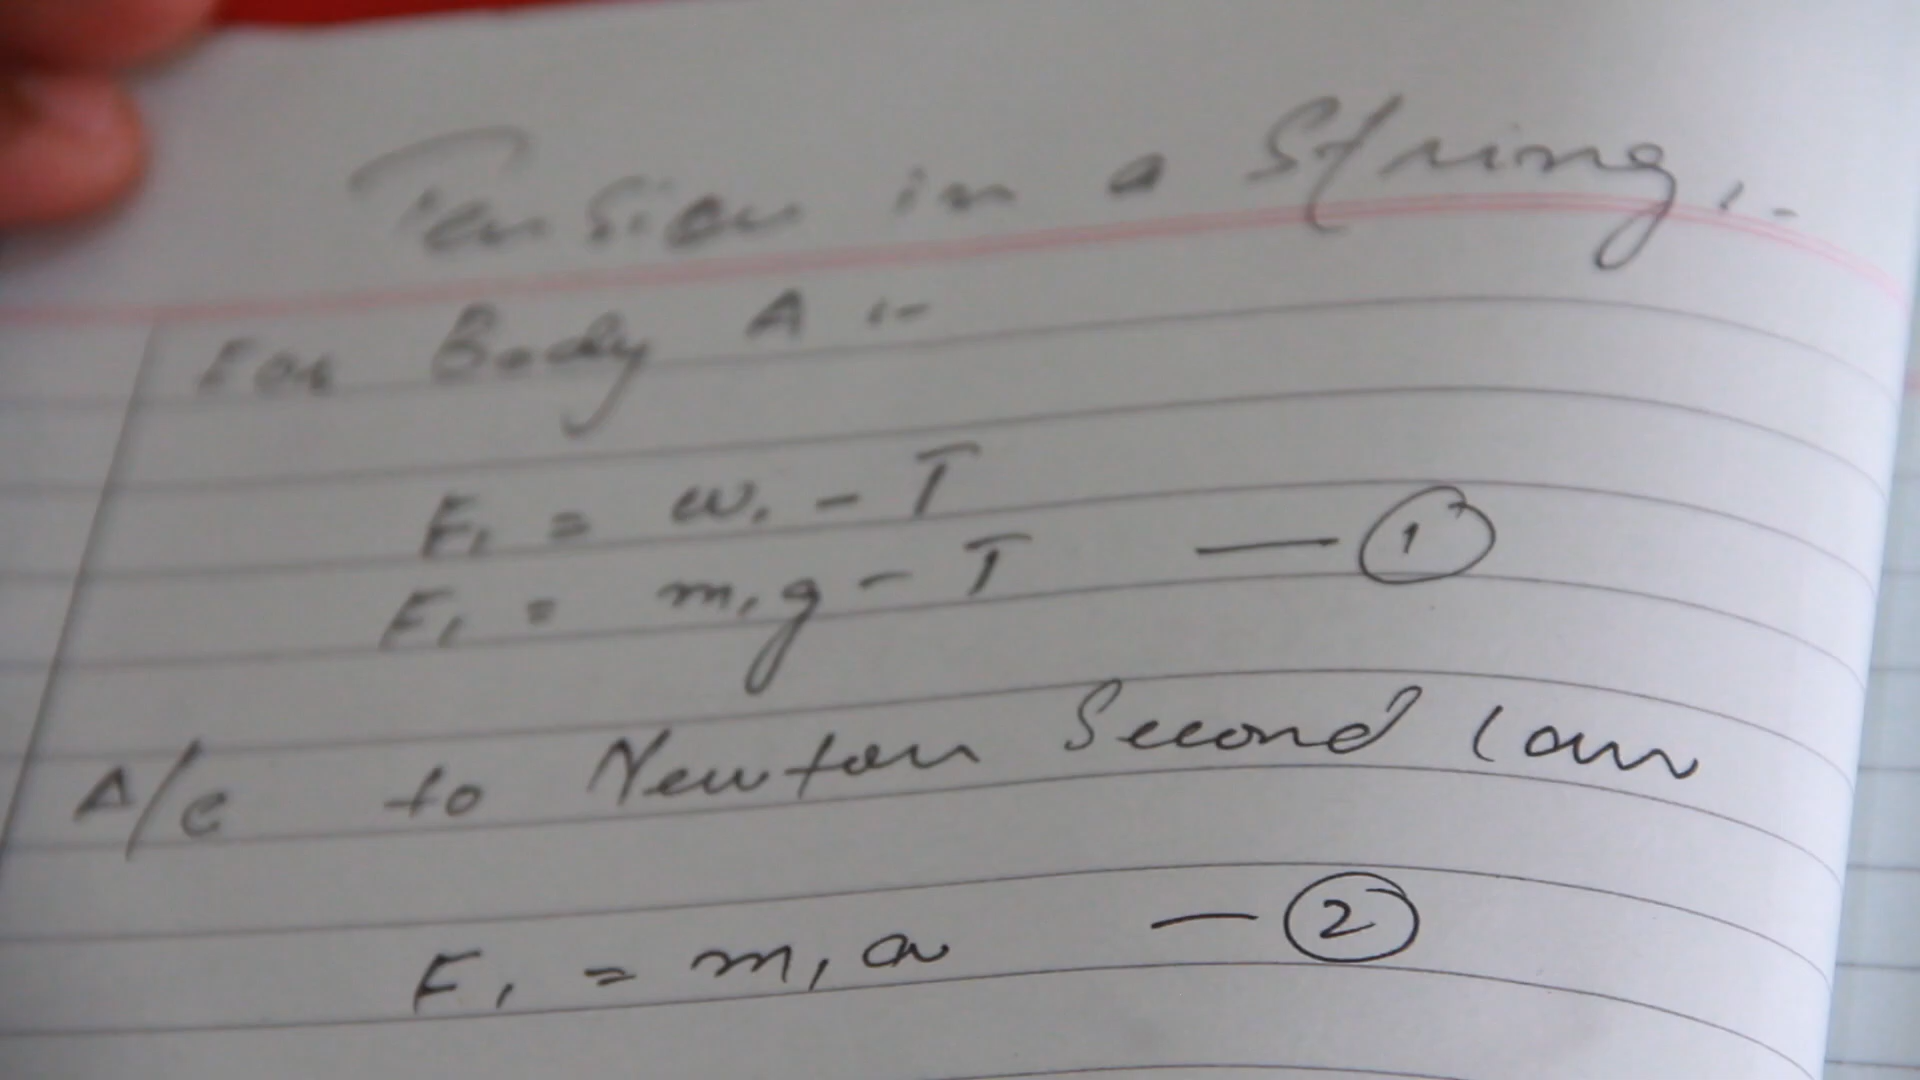 Tension in a String :-
For Body A :-
F₁ = w₁ - T
F₁ = m₁g - T — ①
A/c to Newton Second law
F₁ = m₁a — ②